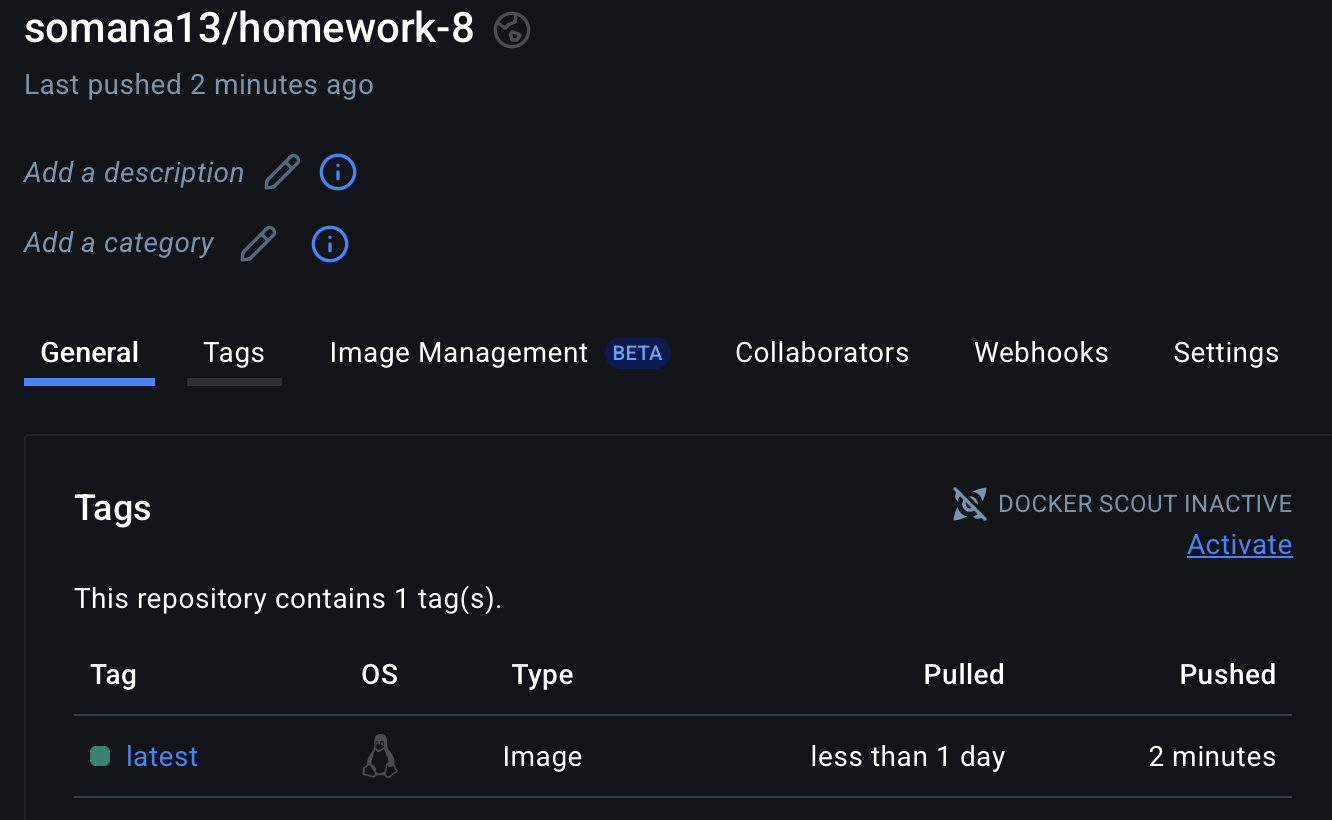 somana13/homework-8
Last pushed 2 minutes ago
Add a description
Add a category
General Tags Image Management BETA Collaborators Webhooks Settings
Tags
DOCKER SCOUT INACTIVE
Activate
This repository contains 1 tag(s).
Tag OS Type Pulled Pushed
latest Image less than 1 day 2 minutes